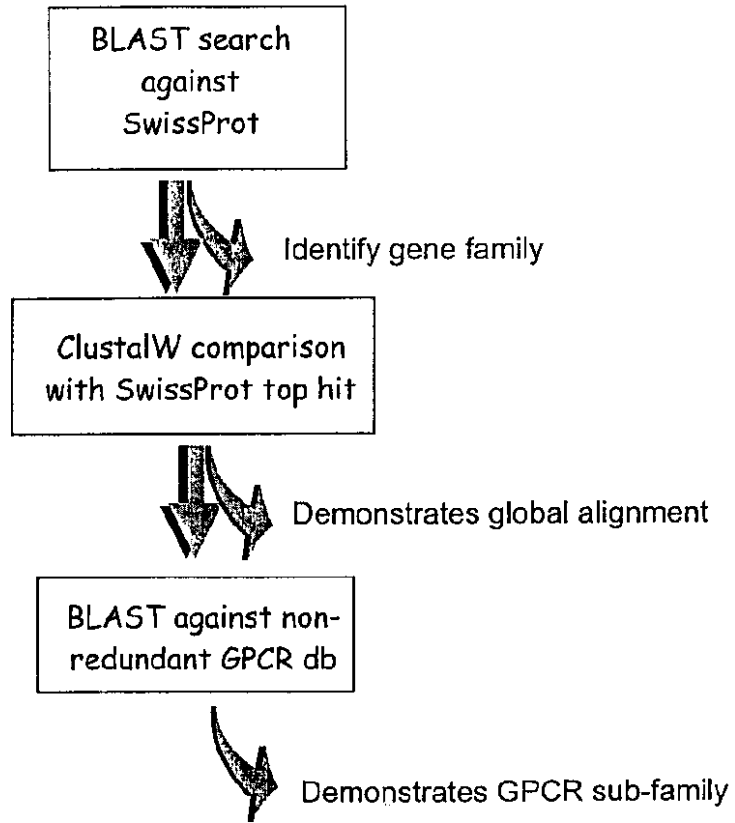 BLAST search
against
SwissProt
Identify gene family
ClustalW comparison
with SwissProt top hit
Demonstrates global alignment
BLAST against non-
redundant GPCR db
Demonstrates GPCR sub-family